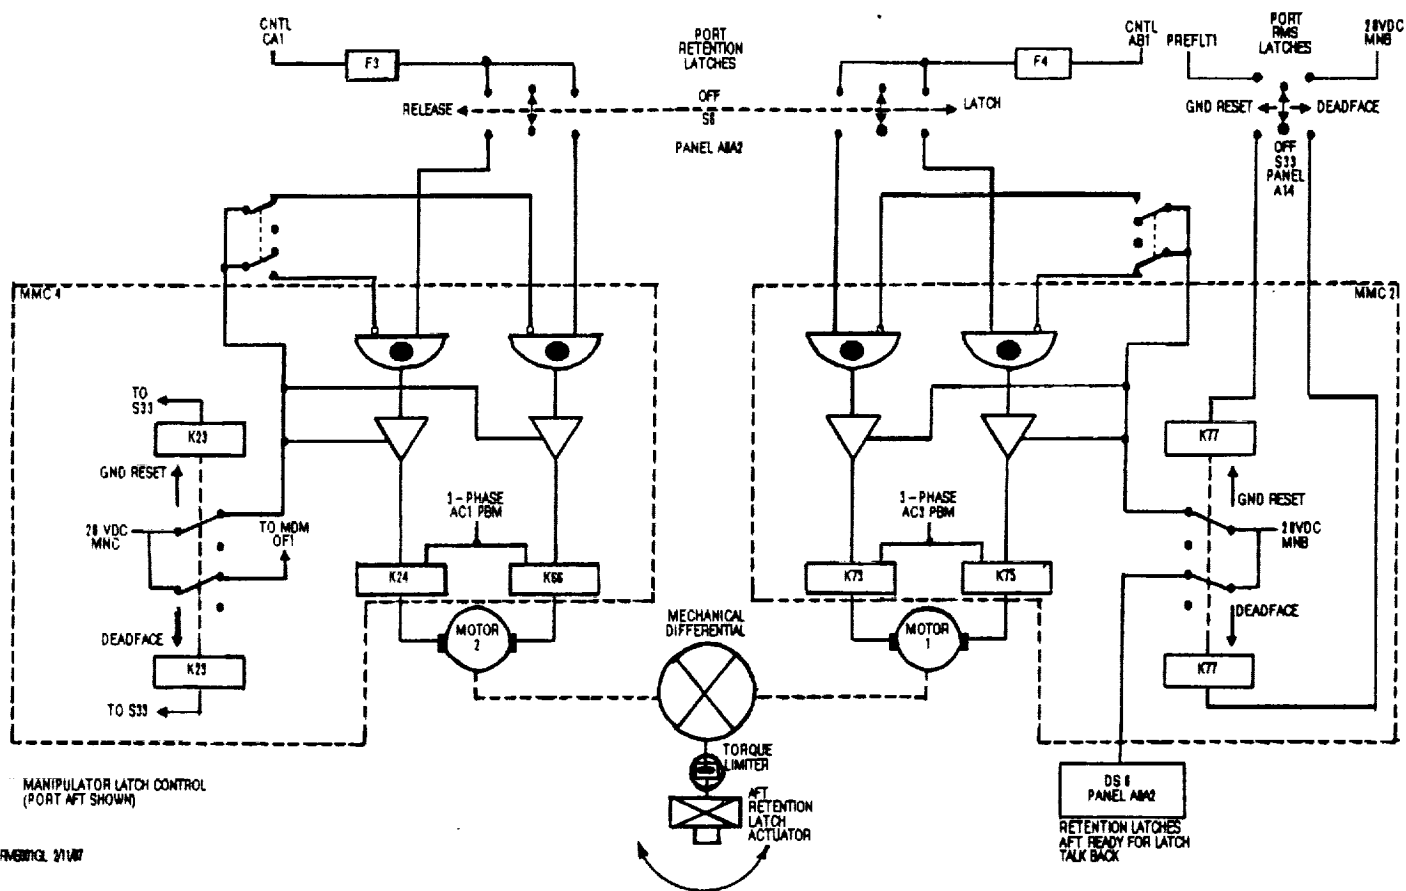 CNTL
CA1
F3
PORT
RETENTION
LATCHES
RELEASE
OFF
S6
PANEL A8A2
LATCH
F4
CNTL
AB1
PREFLT1
PORT
RMS
LATCHES
28VDC
MNB
GND RESET
DEADFACE
OFF
S33
PANEL
A14
MMC 4
MMC 2
TO
S33
K23
GND RESET
28 VDC
MNC
TO MDM
OF1
DEADFACE
K23
TO S33
3-PHASE
AC1 PBM
K24
K66
MOTOR
2
MECHANICAL
DIFFERENTIAL
3-PHASE
AC3 PBM
K73
K75
MOTOR
1
K77
GND RESET
28VDC
MNB
DEADFACE
K77
TORQUE
LIMITER
AFT
RETENTION
LATCH
ACTUATOR
DS 6
PANEL A8A2
RETENTION LATCHES
AFT READY FOR LATCH
TALK BACK
MANIPULATOR LATCH CONTROL
(PORT AFT SHOWN)